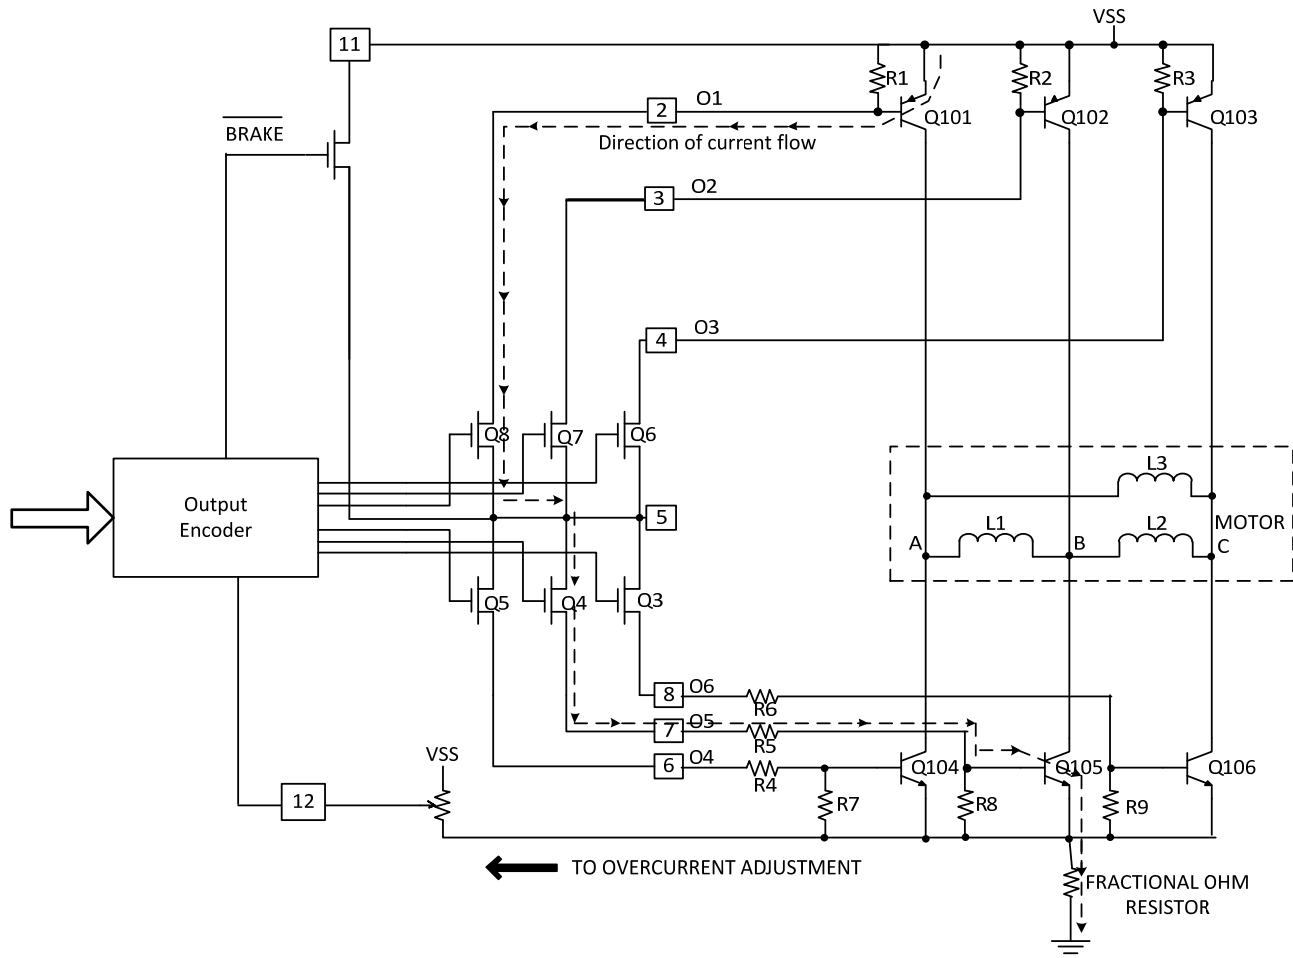 VSS
11
R1
R2
R3
2
O1
Q101
Q102
Q103
BRAKE
Direction of current flow
3
O2
4
O3
Q8
Q7
Q6
L3
Output
Encoder
5
L1
L2
MOTOR
A
B
C
Q5
Q4
Q3
8
O6
R6
7
O5
R5
6
O4
R4
Q104
Q105
Q106
VSS
12
R7
R8
R9
TO OVERCURRENT ADJUSTMENT
FRACTIONAL OHM
RESISTOR